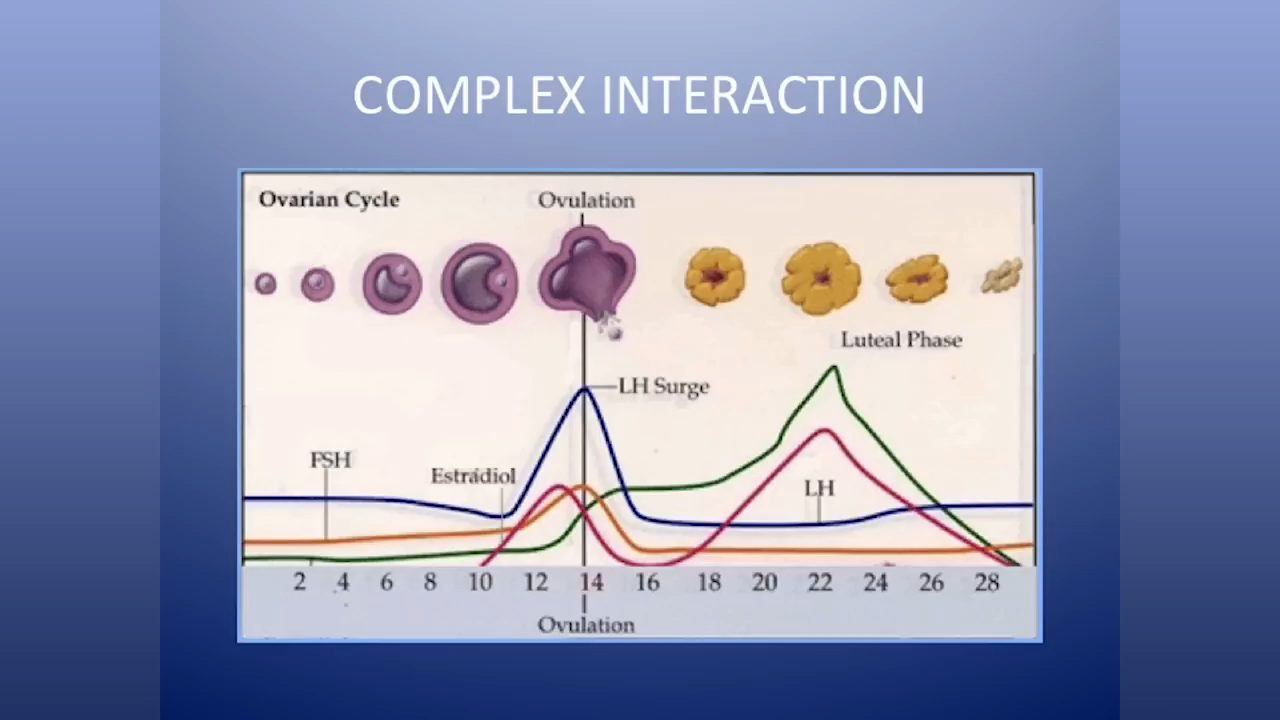 COMPLEX INTERACTION
Ovarian Cycle
Ovulation
Luteal Phase
LH Surge
FSH
Estradiol
LH
2 4 6 8 10 12 14 16 18 20 22 24 26 28
Ovulation